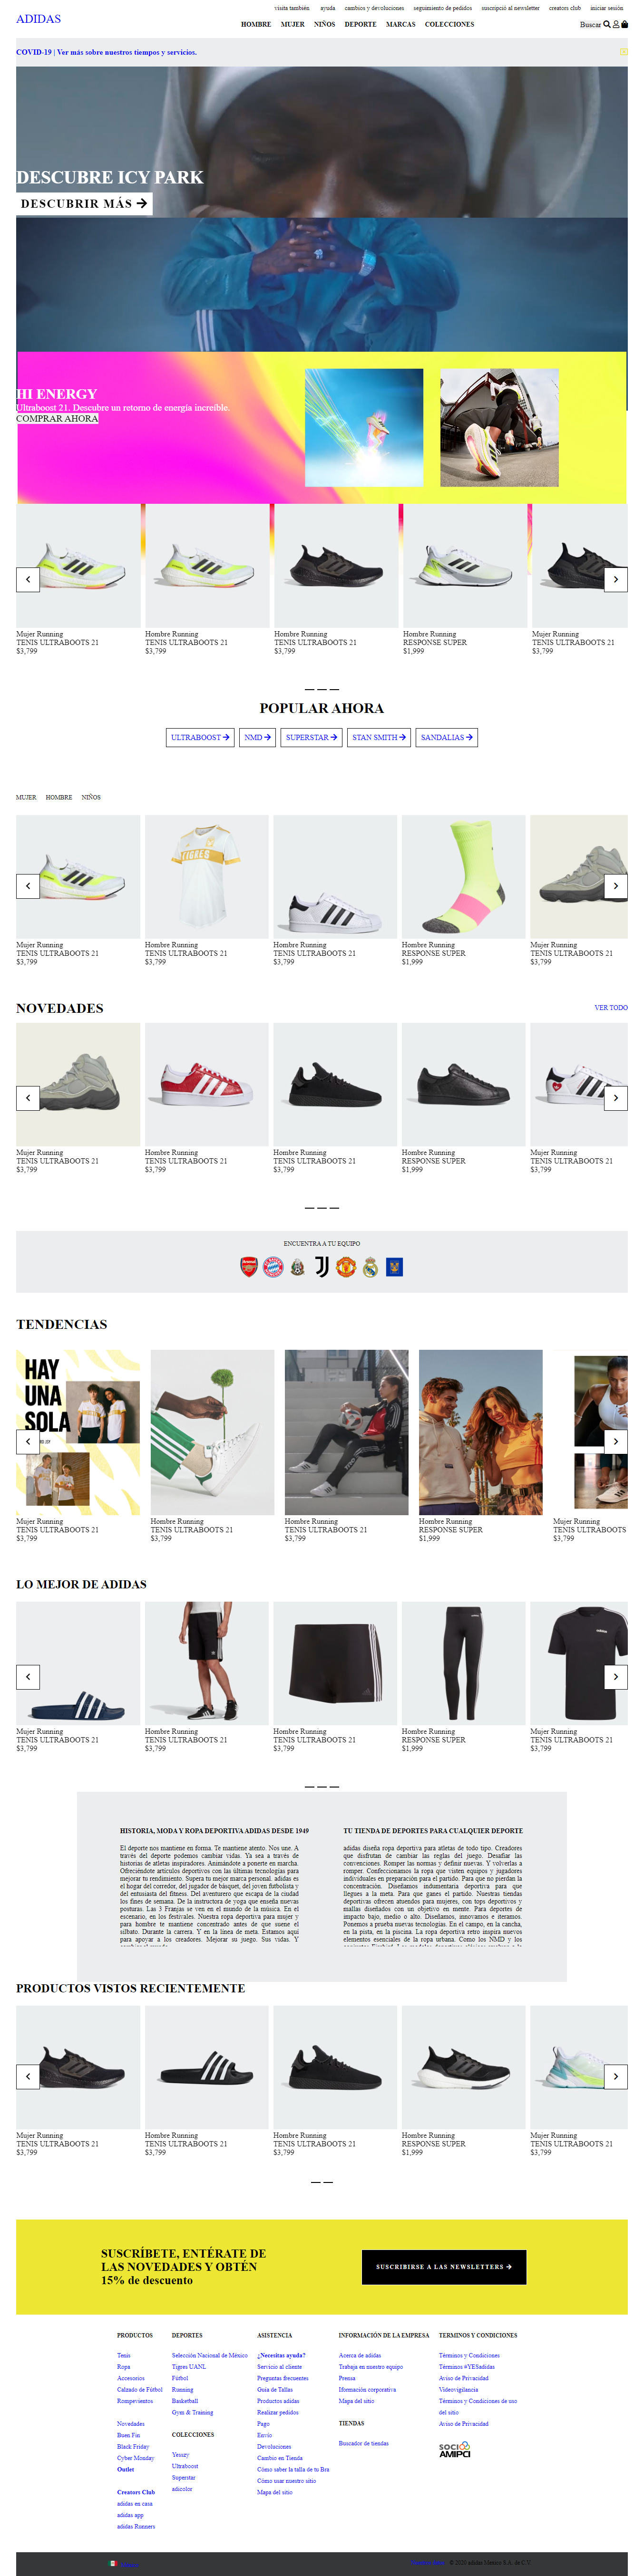 visita también ayuda cambios y devoluciones seguimiento de pedidos suscripció al newsletter creators club iniciar sesión
ADIDAS
HOMBRE MUJER NIÑOS DEPORTE MARCAS COLECCIONES
Buscar
COVID-19 | Ver más sobre nuestros tiempos y servicios.
DESCUBRE ICY PARK
DESCUBRIR MÁS
HI ENERGY
Ultraboost 21. Descubre un retorno de energía increíble.
COMPRAR AHORA
Mujer Running Hombre Running Hombre Running Hombre Running Mujer Running
TENIS ULTRABOOTS 21 TENIS ULTRABOOTS 21 TENIS ULTRABOOTS 21 RESPONSE SUPER TENIS ULTRABOOTS 21
$3,799 $3,799 $3,799 $1,999 $3,799
POPULAR AHORA
ULTRABOOST NMD SUPERSTAR STAN SMITH SANDALIAS
MUJER HOMBRE NIÑOS
TIGRES
Mujer Running Hombre Running Hombre Running Hombre Running Mujer Running
TENIS ULTRABOOTS 21 TENIS ULTRABOOTS 21 TENIS ULTRABOOTS 21 RESPONSE SUPER TENIS ULTRABOOTS 21
$3,799 $3,799 $3,799 $1,999 $3,799
NOVEDADES
VER TODO
Mujer Running Hombre Running Hombre Running Hombre Running Mujer Running
TENIS ULTRABOOTS 21 TENIS ULTRABOOTS 21 TENIS ULTRABOOTS 21 RESPONSE SUPER TENIS ULTRABOOTS 21
$3,799 $3,799 $3,799 $1,999 $3,799
ENCUENTRA A TU EQUIPO
TENDENCIAS
HAY
UNA
SOLA
Mujer Running Hombre Running Hombre Running Hombre Running Mujer Running
TENIS ULTRABOOTS 21 TENIS ULTRABOOTS 21 TENIS ULTRABOOTS 21 RESPONSE SUPER TENIS ULTRABOOTS
$3,799 $3,799 $3,799 $1,999 $3,799
LO MEJOR DE ADIDAS
Mujer Running Hombre Running Hombre Running Hombre Running Mujer Running
TENIS ULTRABOOTS 21 TENIS ULTRABOOTS 21 TENIS ULTRABOOTS 21 RESPONSE SUPER TENIS ULTRABOOTS 21
$3,799 $3,799 $3,799 $1,999 $3,799
HISTORIA, MODA Y ROPA DEPORTIVA ADIDAS DESDE 1949
El deporte nos mantiene en forma. Te mantiene atento. Nos une. A
través del deporte podemos cambiar vidas. Ya sea a través de
historias de atletas inspiradores. Animándote a ponerte en marcha.
Ofreciéndote artículos deportivos con las últimas tecnologías para
mejorar tu rendimiento. Supera tu mejor marca personal. adidas es
el hogar del corredor, del jugador de básquet, del joven futbolista y
del entusiasta del fitness. Del aventurero que escapa de la ciudad
los fines de semana. De la instructora de yoga que enseña nuevas
posturas. Las 3 Franjas se ven en el mundo de la música. En el
escenario, en los festivales. Nuestra ropa deportiva para mujer y
para hombre te mantiene concentrado antes de que suene el
silbato. Durante la carrera. Y en la línea de meta. Estamos aquí
para apoyar a los creadores. Mejorar su juego. Sus vidas. Y
TU TIENDA DE DEPORTES PARA CUALQUIER DEPORTE
adidas diseña ropa deportiva para atletas de todo tipo. Creadores
que disfrutan de cambiar las reglas del juego. Desafiar las
convenciones. Romper las normas y definir nuevas. Y volverlas a
romper. Confeccionamos la ropa que visten equipos y jugadores
individuales en preparación para el partido. Para que no pierdan la
concentración. Diseñamos indumentaria deportiva para que
llegues a la meta. Para que ganes el partido. Nuestras tiendas
deportivas ofrecen atuendos para mujeres, con tops deportivos y
mallas diseñados con un objetivo en mente. Para deportes de
impacto bajo, medio o alto. Diseñamos, innovamos e iteramos.
Ponemos a prueba nuevas tecnologías. En el campo, en la cancha,
en la pista, en la piscina. La ropa deportiva retro inspira nuevos
elementos esenciales de la ropa urbana. Como los NMD y los
PRODUCTOS VISTOS RECIENTEMENTE
Mujer Running Hombre Running Hombre Running Hombre Running Mujer Running
TENIS ULTRABOOTS 21 TENIS ULTRABOOTS 21 TENIS ULTRABOOTS 21 RESPONSE SUPER TENIS ULTRABOOTS 21
$3,799 $3,799 $3,799 $1,999 $3,799
SUSCRÍBETE, ENTÉRATE DE
LAS NOVEDADES Y OBTÉN
15% de descuento
SUSCRIBIRSE A LAS NEWSLETTERS
PRODUCTOS
Tenis
Ropa
Accesorios
Calzado de Fútbol
Rompevientos
Novedades
Buen Fin
Black Friday
Cyber Monday
Outlet
Creators Club
adidas en casa
adidas app
adidas Runners
DEPORTES
Selección Nacional de México
Tigres UANL
Fútbol
Running
Basketball
Gym & Training
COLECCIONES
Yeezy
Ultraboost
Superstar
adicolor
ASISTENCIA
¿Necesitas ayuda?
Servicio al cliente
Preguntas frecuentes
Guía de Tallas
Productos adidas
Realizar pedidos
Pago
Envío
Devoluciones
Cambio en Tienda
Cómo saber la talla de tu Bra
Cómo usar nuestro sitio
Mapa del sitio
INFORMACIÓN DE LA EMPRESA
Acerca de adidas
Trabaja en nuestro equipo
Prensa
Iformación corporativa
Mapa del sitio
TIENDAS
Buscador de tiendas
TERMINOS Y CONDICIONES
Términos y Condiciones
Términos #YESadidas
Aviso de Privacidad
Videovigilancia
Términos y Condiciones de uso
del sitio
Aviso de Privacidad
SOCIO
AMIPCI
© 2020 adidas México S.A. de C.V.